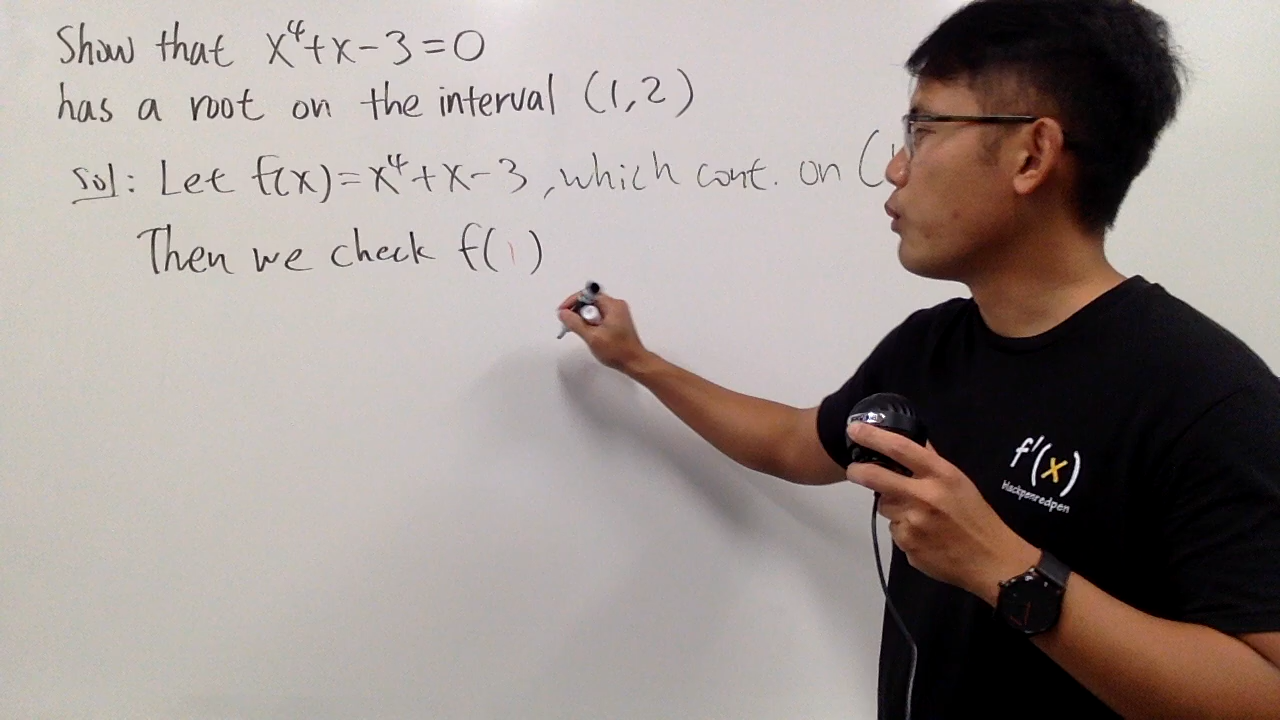 Show that x⁴+x-3=0
has a root on the interval (1,2)
Sol: Let f(x)=x⁴+x-3, which cont. on (
Then we check f(1)
f'(x)
blackpenredpen